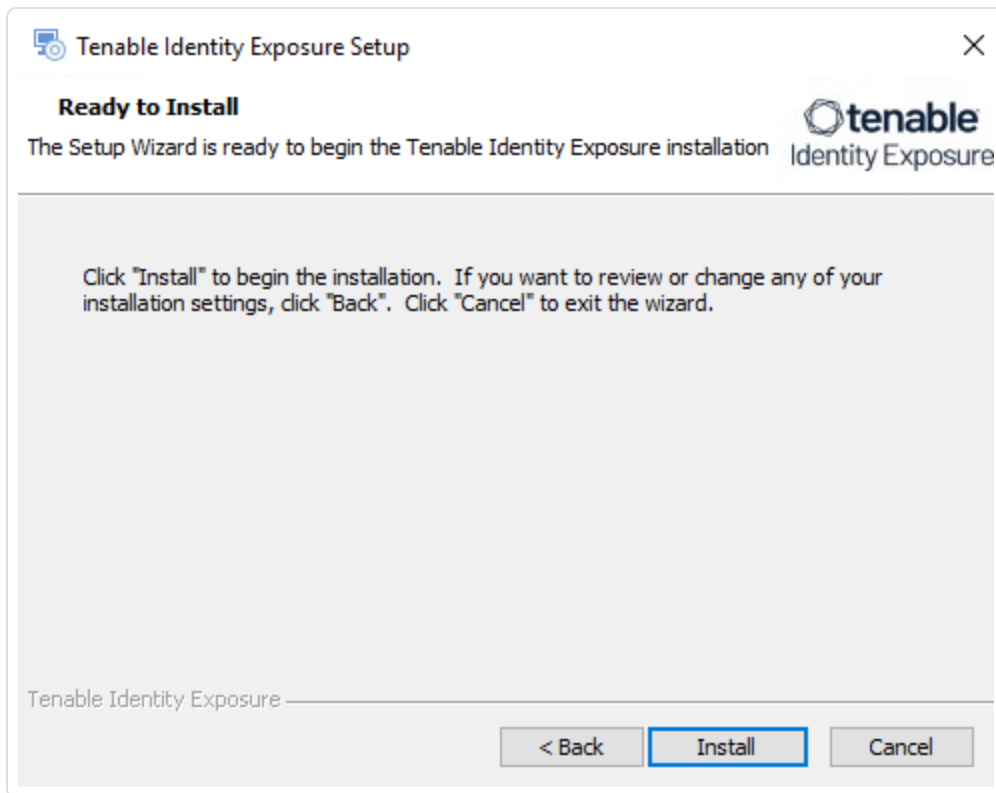 Tenable Identity Exposure Setup
Ready to Install
The Setup Wizard is ready to begin the Tenable Identity Exposure installation
tenable
Identity Exposure
Click "Install" to begin the installation.  If you want to review or change any of your
installation settings, click "Back".  Click "Cancel" to exit the wizard.
Tenable Identity Exposure
< Back
Install
Cancel